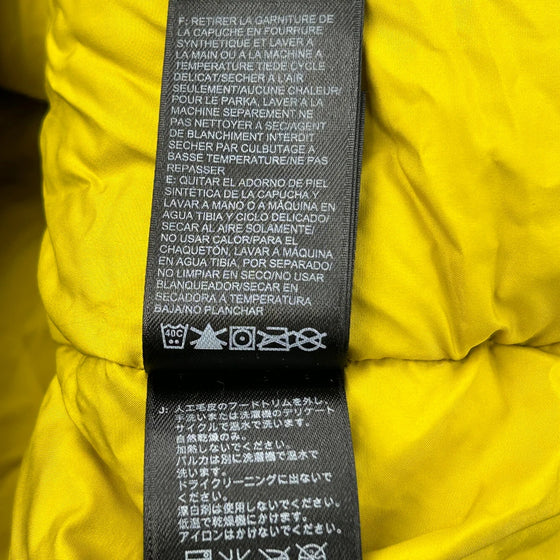 F: RETIRER LA GARNITURE DE
LA CAPUCHE EN FOURRURE
SYNTHETIQUE ET LAVER A
LA MAIN OU A LA MACHINE A
TEMPERATURE TIEDE CYCLE
DELICAT/SECHER A L'AIR
SEULEMENT/AUCUNE CHALEUR/
POUR LE PARKA, LAVER A LA
MACHINE SEPAREMENT NE
PAS NETTOYER A SEC/AGENT
DE BLANCHIMENT INTERDIT
SECHER PAR CULBUTAGE A
BASSE TEMPERATURE/NE PAS
REPASSER
E: QUITAR EL ADORNO DE PIEL
SINTÉTICA DE LA CAPUCHA Y
LAVAR A MANO O A MÁQUINA EN
AGUA TIBIA Y CICLO DELICADO/
SECAR AL AIRE SOLAMENTE/
NO USAR CALOR/PARA EL
CHAQUETÓN, LAVAR A MÁQUINA
EN AGUA TIBIA, POR SEPARADO/
NO LIMPIAR EN SECO/NO USAR
BLANQUEADOR/SECAR EN
SECADORA A TEMPERATURA
BAJA/NO PLANCHAR
40C
J: 人工毛皮のフードトリムを外し、
手洗いまたは洗濯機のデリケート
サイクルで温水で洗います。
自然乾燥のみ。
加熱しないでください。
パルカは別に洗濯機で温水で
洗います。
ドライクリーニングに出ないで
ください。
漂白剤は使用しないでください。
低温で乾燥機にかけます。
アイロンはかけないでください。